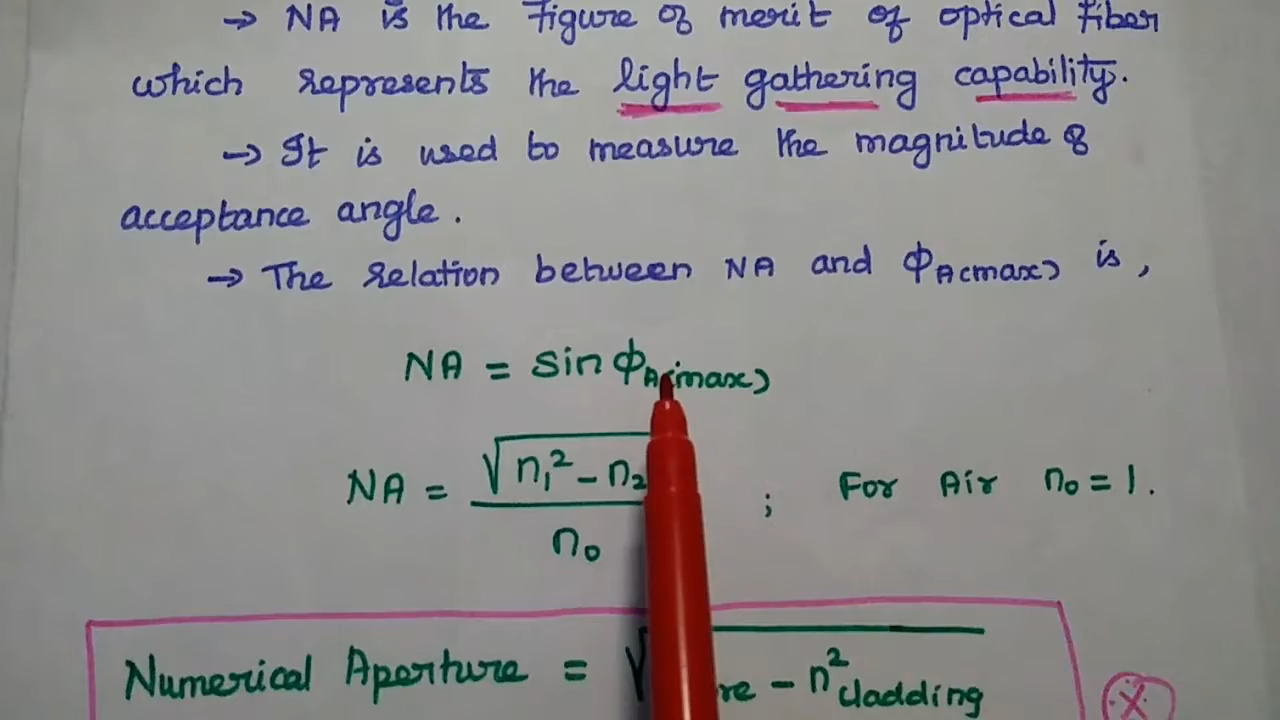 → NA is the Figure of merit of optical Fiber
which represents the light gathering capability.
→ It is used to measure the magnitude of
acceptance angle.
→ The relation between NA and ΦA(max) is,
NA = sin ΦA(max)
NA = √n₁² - n₂ / n₀ ; For Air n₀ = 1.
Numerical Aperture = √ re - n²cladding
X